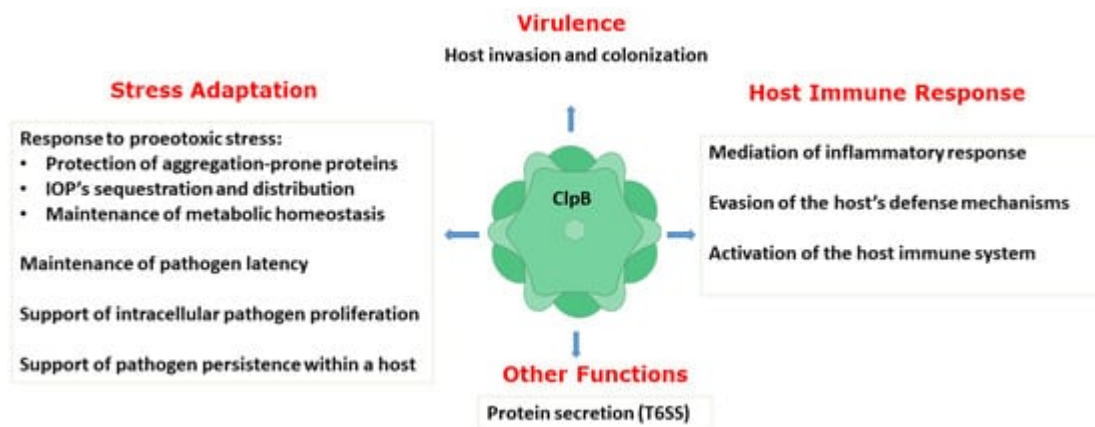 Virulence
Host invasion and colonization
Stress Adaptation
Response to proeotoxic stress:
• Protection of aggregation-prone proteins
• IOP's sequestration and distribution
• Maintenance of metabolic homeostasis
Maintenance of pathogen latency
Support of intracellular pathogen proliferation
Support of pathogen persistence within a host
ClpB
Host Immune Response
Mediation of inflammatory response
Evasion of the host's defense mechanisms
Activation of the host immune system
Other Functions
Protein secretion (T6SS)